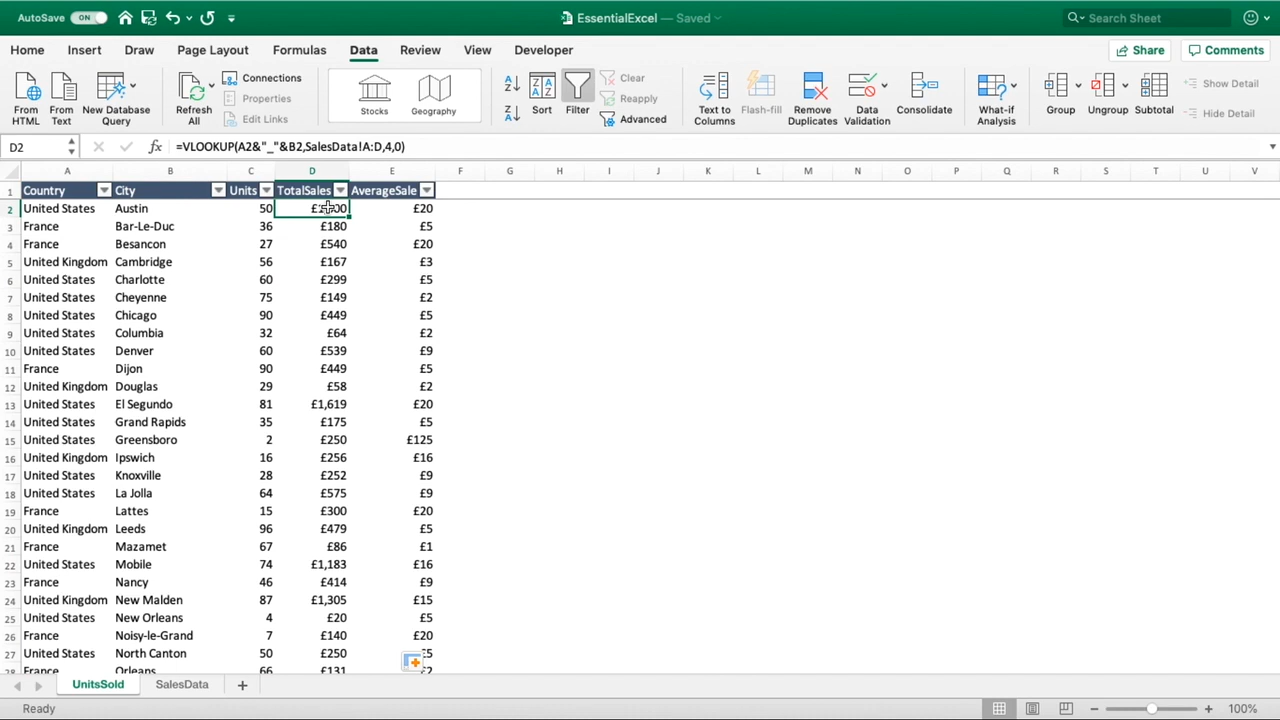 AutoSave ON EssentialExcel — Saved Search Sheet
Home Insert Draw Page Layout Formulas Data Review View Developer Share Comments
From HTML From Text New Database Query Refresh All Connections Properties Edit Links Stocks Geography Sort Filter Clear Reapply Advanced Text to Columns Flash-fill Remove Duplicates Data Validation Consolidate What-if Analysis Group Ungroup Subtotal Show Detail Hide Detail
D2 fx =VLOOKUP(A2&"_"&B2,SalesData!A:D,4,0)
A B C D E F G H I J K L M N O P Q R S T U V
1 Country City Units TotalSales AverageSale
2 United States Austin 50 £20
3 France Bar-Le-Duc 36 £180 £5
4 France Besancon 27 £540 £20
5 United Kingdom Cambridge 56 £167 £3
6 United States Charlotte 60 £299 £5
7 United States Cheyenne 75 £149 £2
8 United States Chicago 90 £449 £5
9 United States Columbia 32 £64 £2
10 United States Denver 60 £539 £9
11 France Dijon 90 £449 £5
12 United Kingdom Douglas 29 £58 £2
13 United States El Segundo 81 £1,619 £20
14 United States Grand Rapids 35 £175 £5
15 United States Greensboro 2 £250 £125
16 United Kingdom Ipswich 16 £256 £16
17 United States Knoxville 28 £252 £9
18 United States La Jolla 64 £575 £9
19 France Lattes 15 £300 £20
20 United Kingdom Leeds 96 £479 £5
21 France Mazamet 67 £86 £1
22 United States Mobile 74 £1,183 £16
23 France Nancy 46 £414 £9
24 United Kingdom New Malden 87 £1,305 £15
25 United States New Orleans 4 £20 £5
26 France Noisy-le-Grand 7 £140 £20
27 United States North Canton 50 £250 £5
28 France Orleans 66 £131 £2
UnitsSold SalesData
Ready 100%